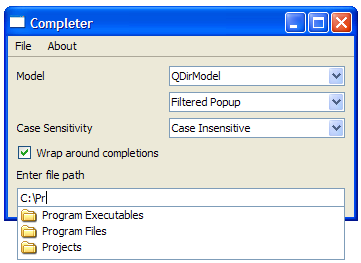 Completer
File About
Model QDirModel
Filtered Popup
Case Sensitivity Case Insensitive
Wrap around completions
Enter file path
C:\Pr
Program Executables
Program Files
Projects